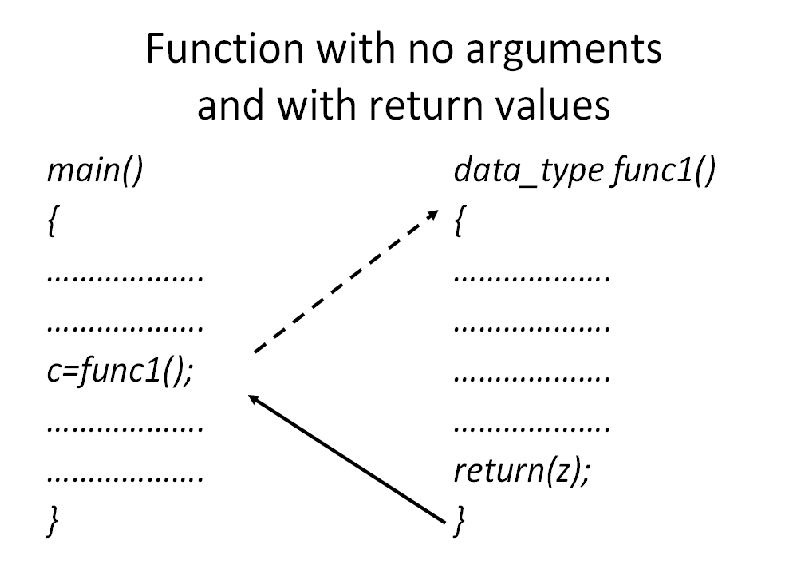 Function with no arguments
and with return values
main()
{
...................
...................
c=func1();
...................
...................
}
data_type func1()
{
...................
...................
...................
...................
return(z);
}